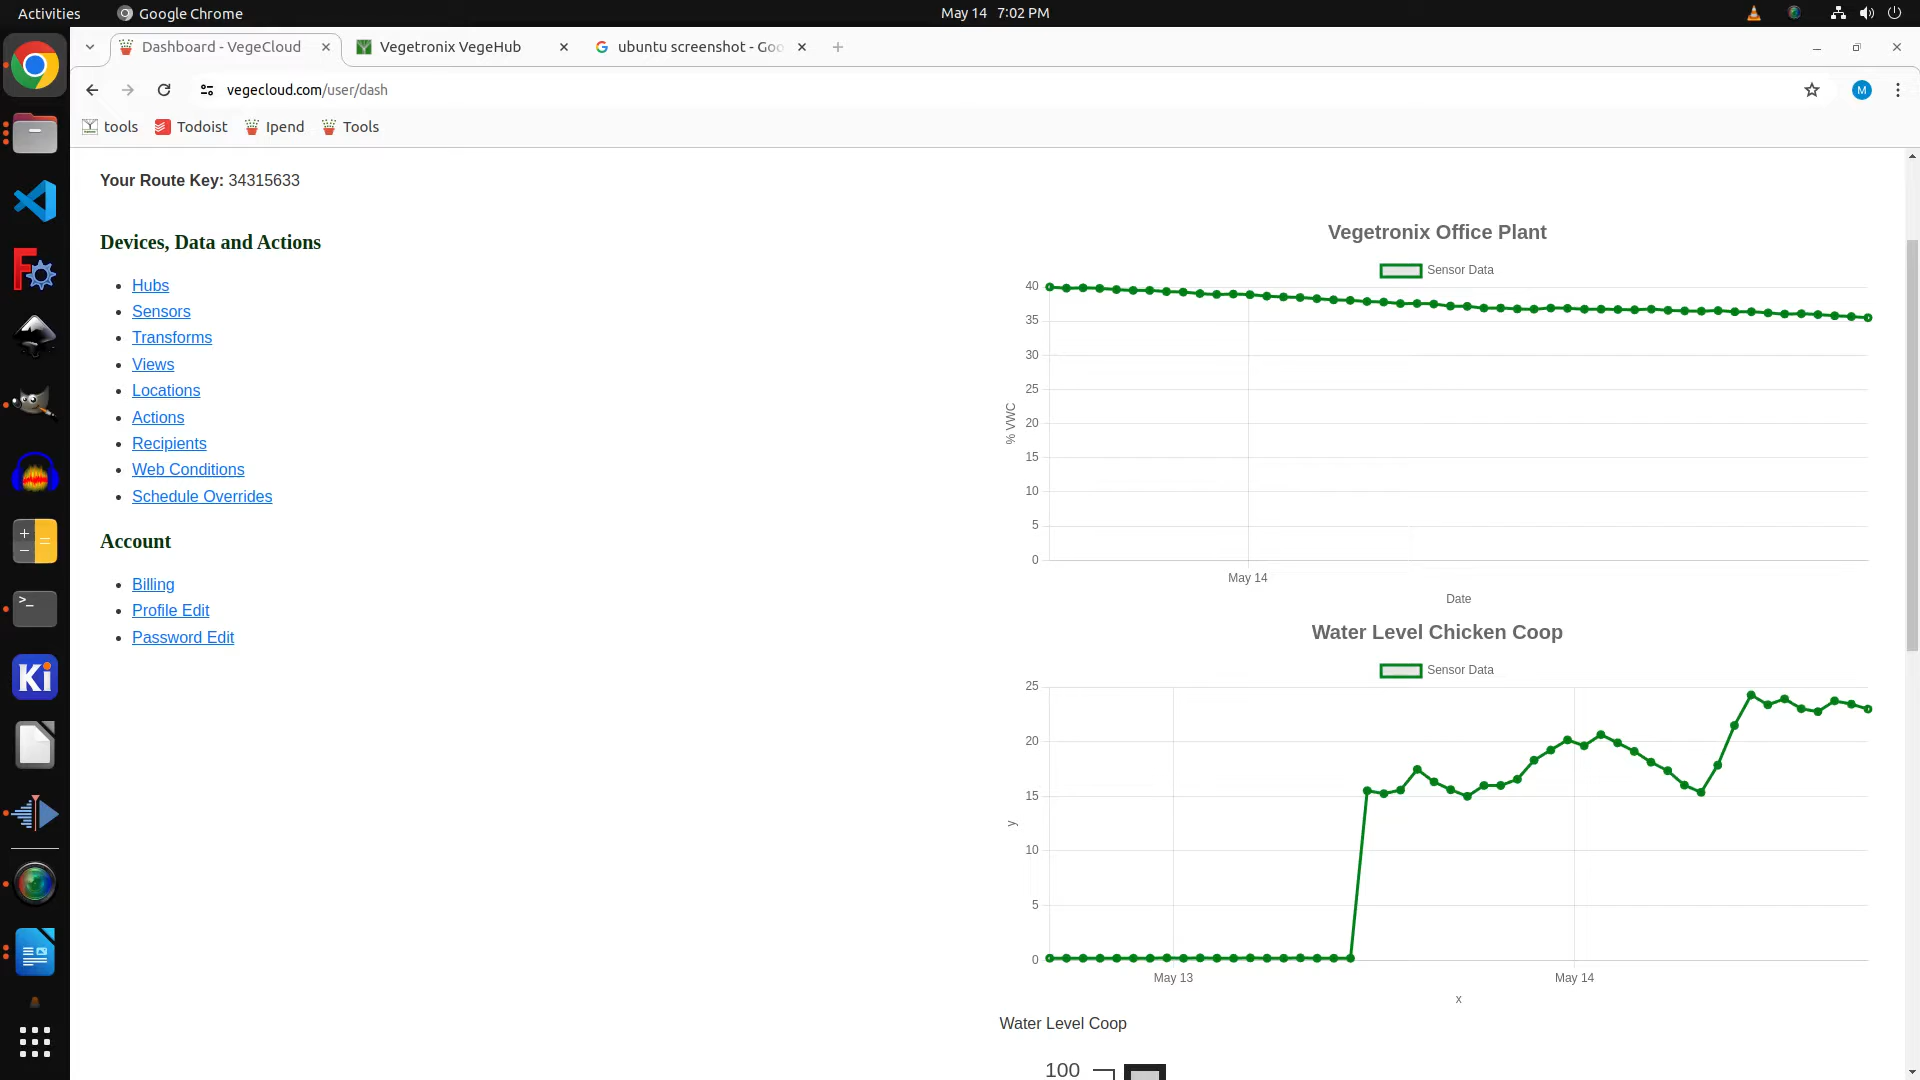 Activities
Google Chrome
May 14 7:02 PM
Dashboard - VegeCloud
Vegetronix VegeHub
ubuntu screenshot - Goo
vegecloud.com/user/dash
M
tools
Todoist
Ipend
Tools
Your Route Key: 34315633
Devices, Data and Actions
Hubs
Sensors
Transforms
Views
Locations
Actions
Recipients
Web Conditions
Schedule Overrides
Account
Billing
Profile Edit
Password Edit
Vegetronix Office Plant
Sensor Data
40
35
30
25
20
15
10
5
0
% VWC
May 14
Date
Water Level Chicken Coop
Sensor Data
25
20
15
10
5
0
y
May 13
May 14
x
Water Level Coop
100
Ki